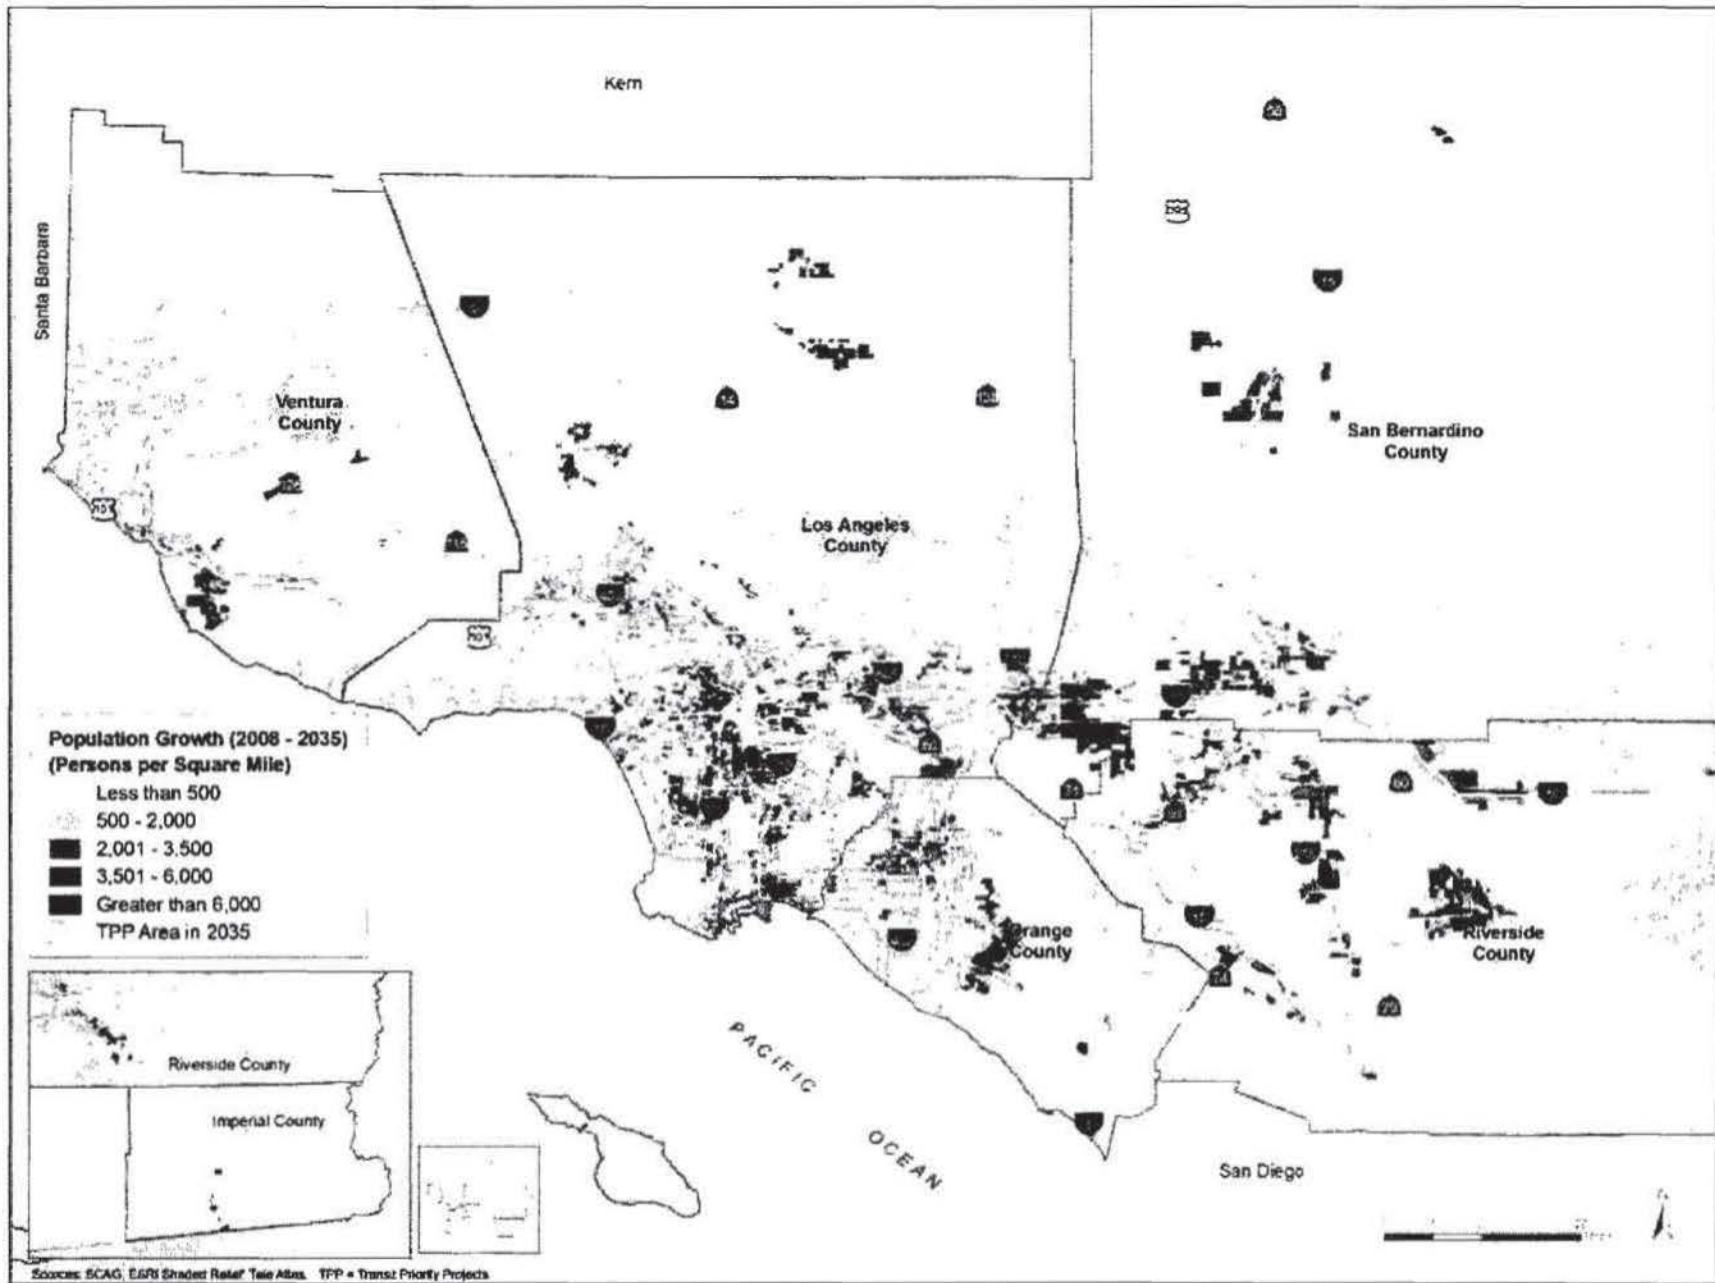 Kern
Santa Barbara
Ventura
County
Los Angeles
County
San Bernardino
County
Population Growth (2008 - 2035)
(Persons per Square Mile)
Less than 500
500 - 2,000
2,001 - 3,500
3,501 - 6,000
Greater than 6,000
TPP Area in 2035
Orange
County
Riverside
County
Riverside County
Imperial County
PACIFIC
OCEAN
San Diego
Sources: SCAG, ESRI Shaded Relief, Tele Atlas. TPP = Transit Priority Projects